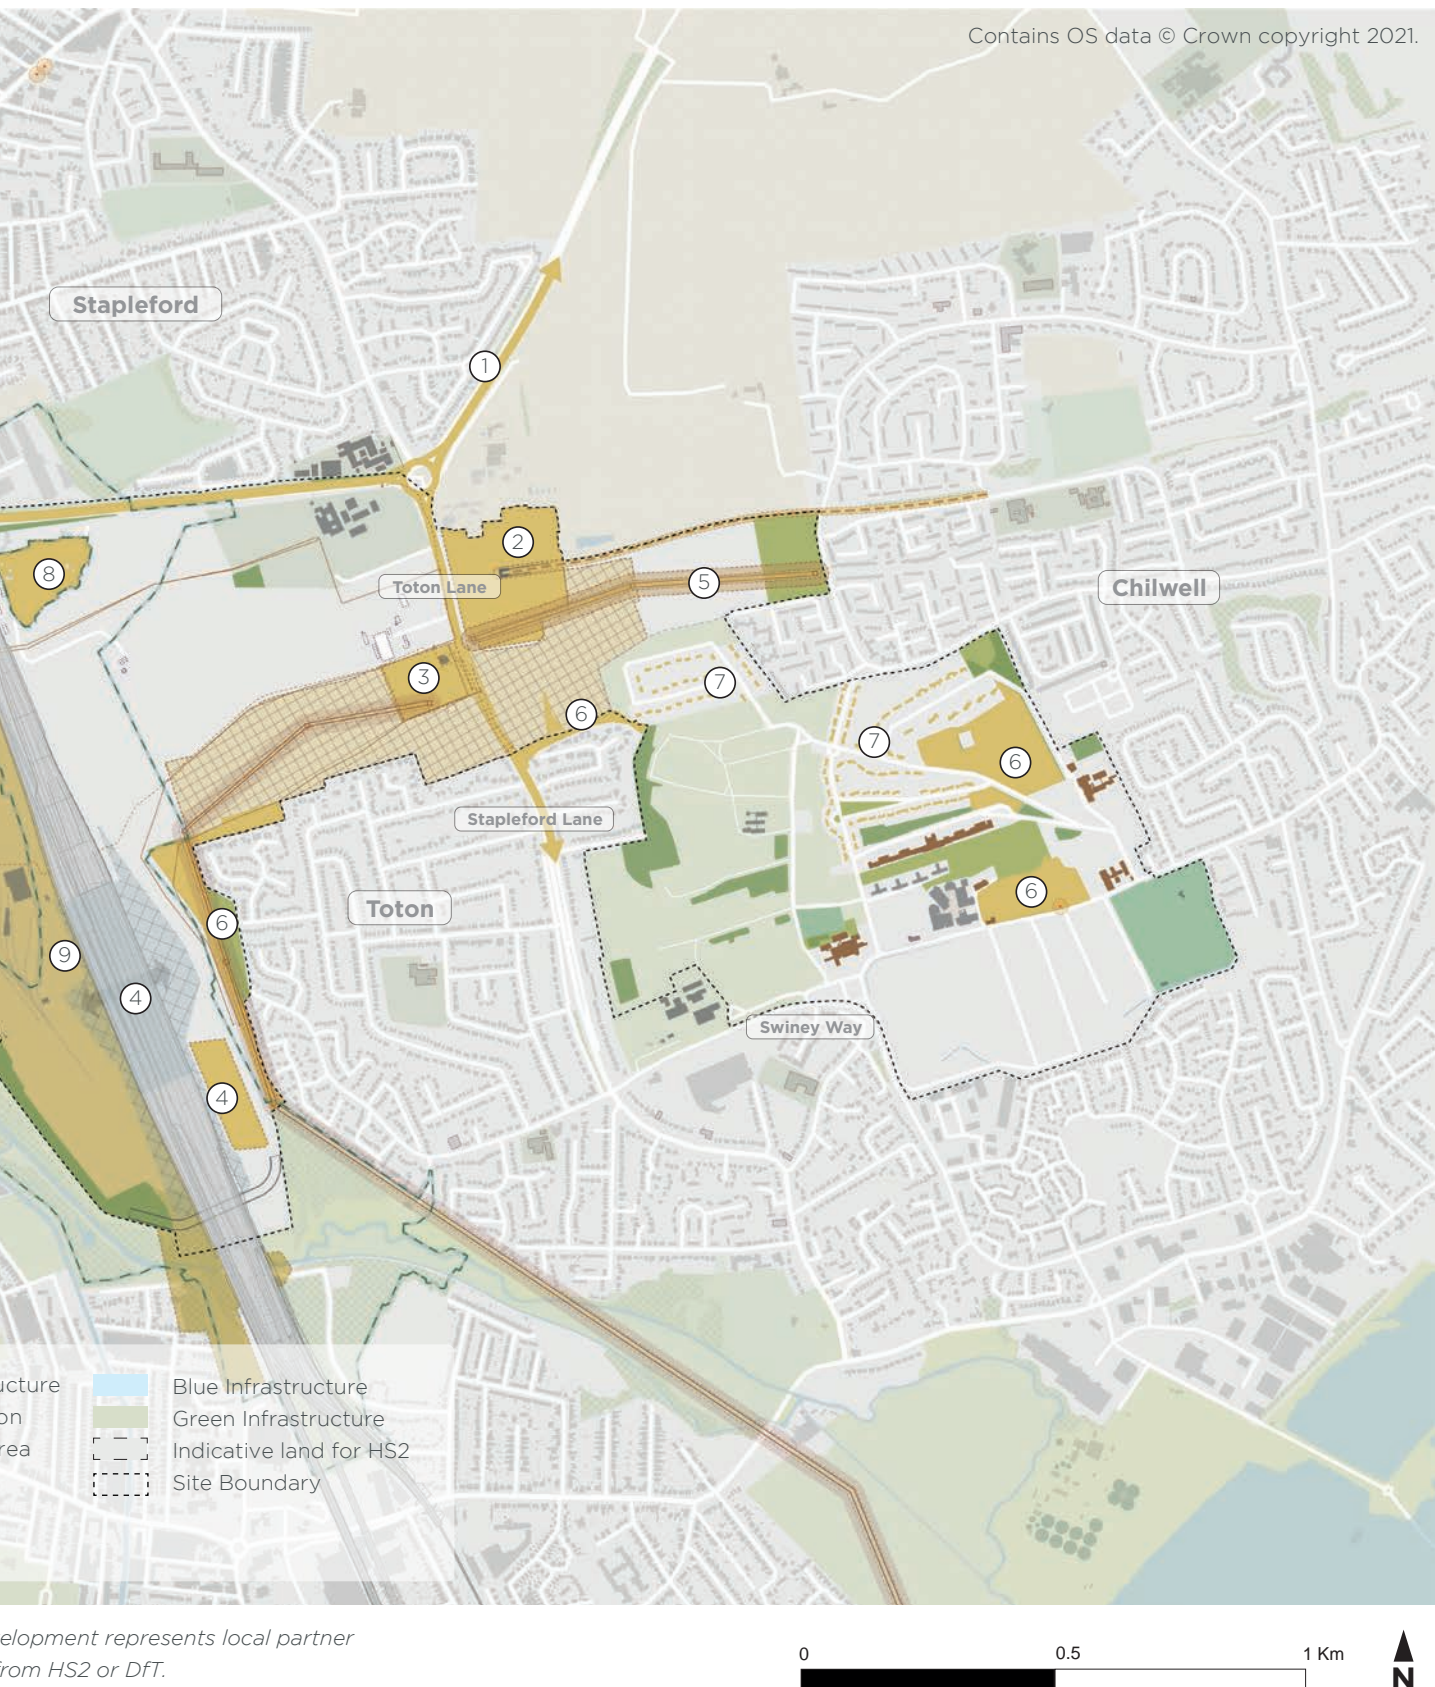 Contains OS data © Crown copyright 2021.
Stapleford
1
2
8
5
Toton Lane
Chilwell
3
7
6
7
6
Stapleford Lane
6
Toton
6
9
4
Swiney Way
4
ucture
Blue Infrastructure
on
Green Infrastructure
rea
Indicative land for HS2
Site Boundary
elopment represents local partner
from HS2 or DfT.
0 0.5 1 Km
N